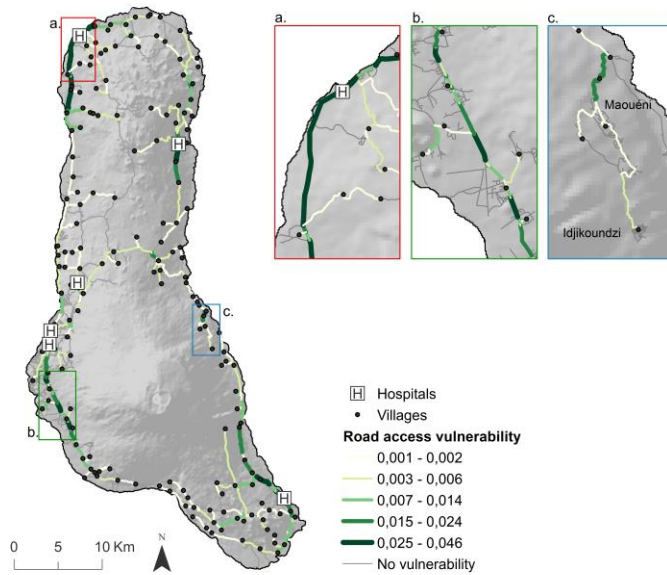 a.
H
H
H
H
H
c.
b.
H
0 5 10 Km
N
a.
H
b.
c.
Maouéni
Idjikoundzi
H Hospitals
Villages
Road access vulnerability
0,001 - 0,002
0,003 - 0,006
0,007 - 0,014
0,015 - 0,024
0,025 - 0,046
No vulnerability